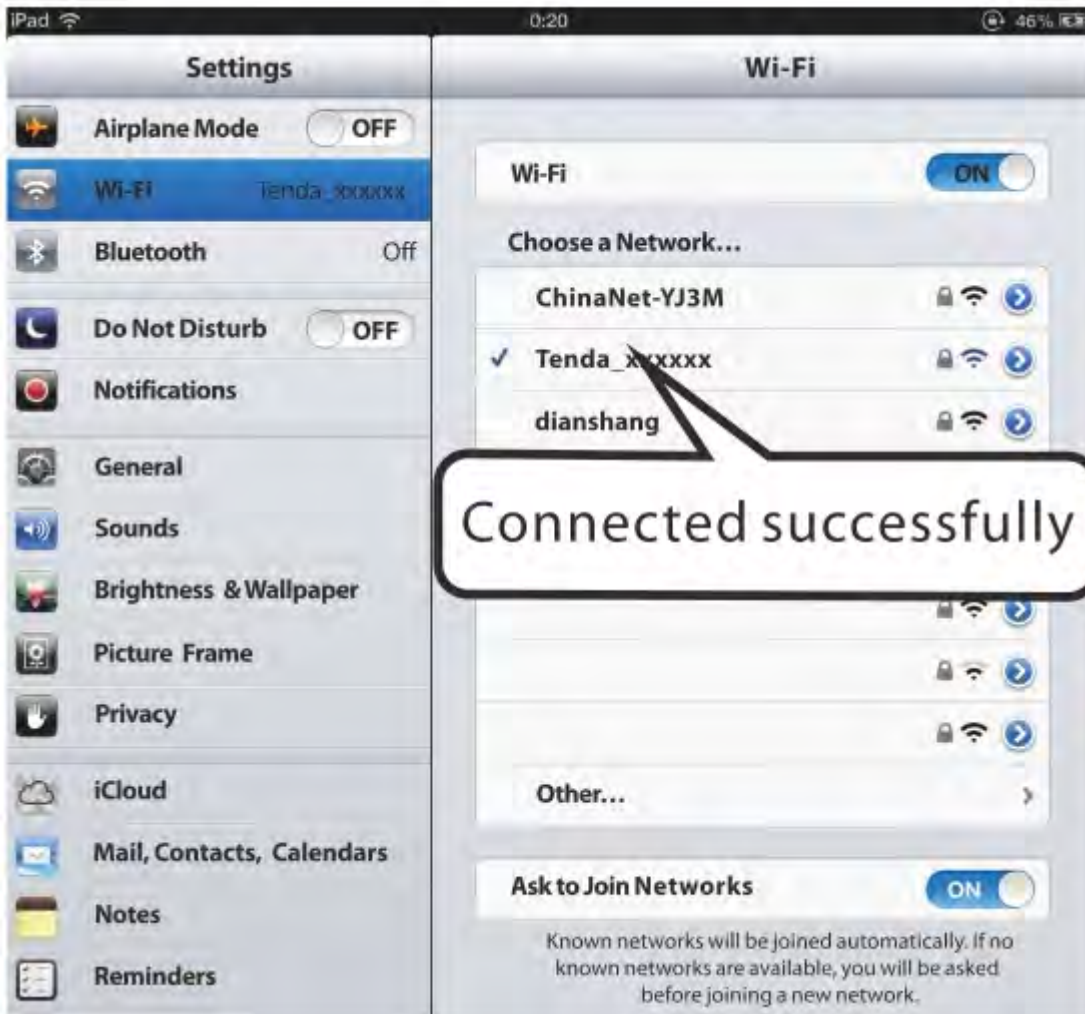 iPad 0:20 46%
Settings
Airplane Mode OFF
Wi-Fi Tenda_xxxxxx
Bluetooth Off
Do Not Disturb OFF
Notifications
General
Sounds
Brightness & Wallpaper
Picture Frame
Privacy
iCloud
Mail, Contacts, Calendars
Notes
Reminders
Wi-Fi
Wi-Fi ON
Choose a Network...
ChinaNet-YJ3M
✓ Tenda_xxxxxx
dianshang
Connected successfully
Other...
Ask to Join Networks ON
Known networks will be joined automatically. If no
known networks are available, you will be asked
before joining a new network.